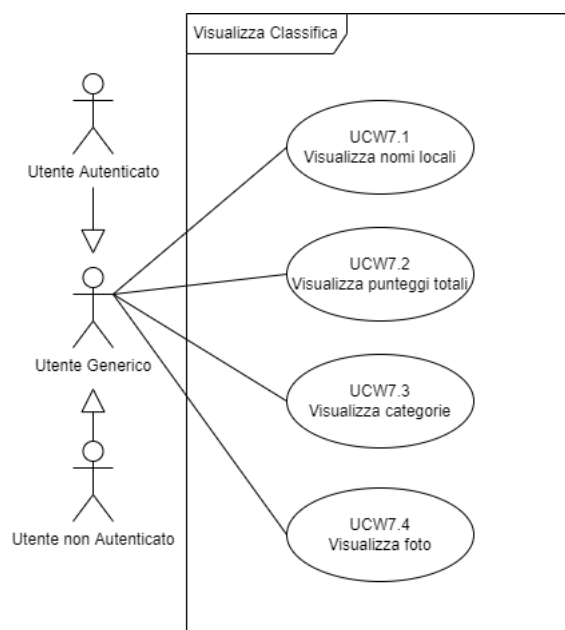 Visualizza Classifica
Utente Autenticato
Utente Generico
Utente non Autenticato
UCW7.1
Visualizza nomi locali
UCW7.2
Visualizza punteggi totali
UCW7.3
Visualizza categorie
UCW7.4
Visualizza foto